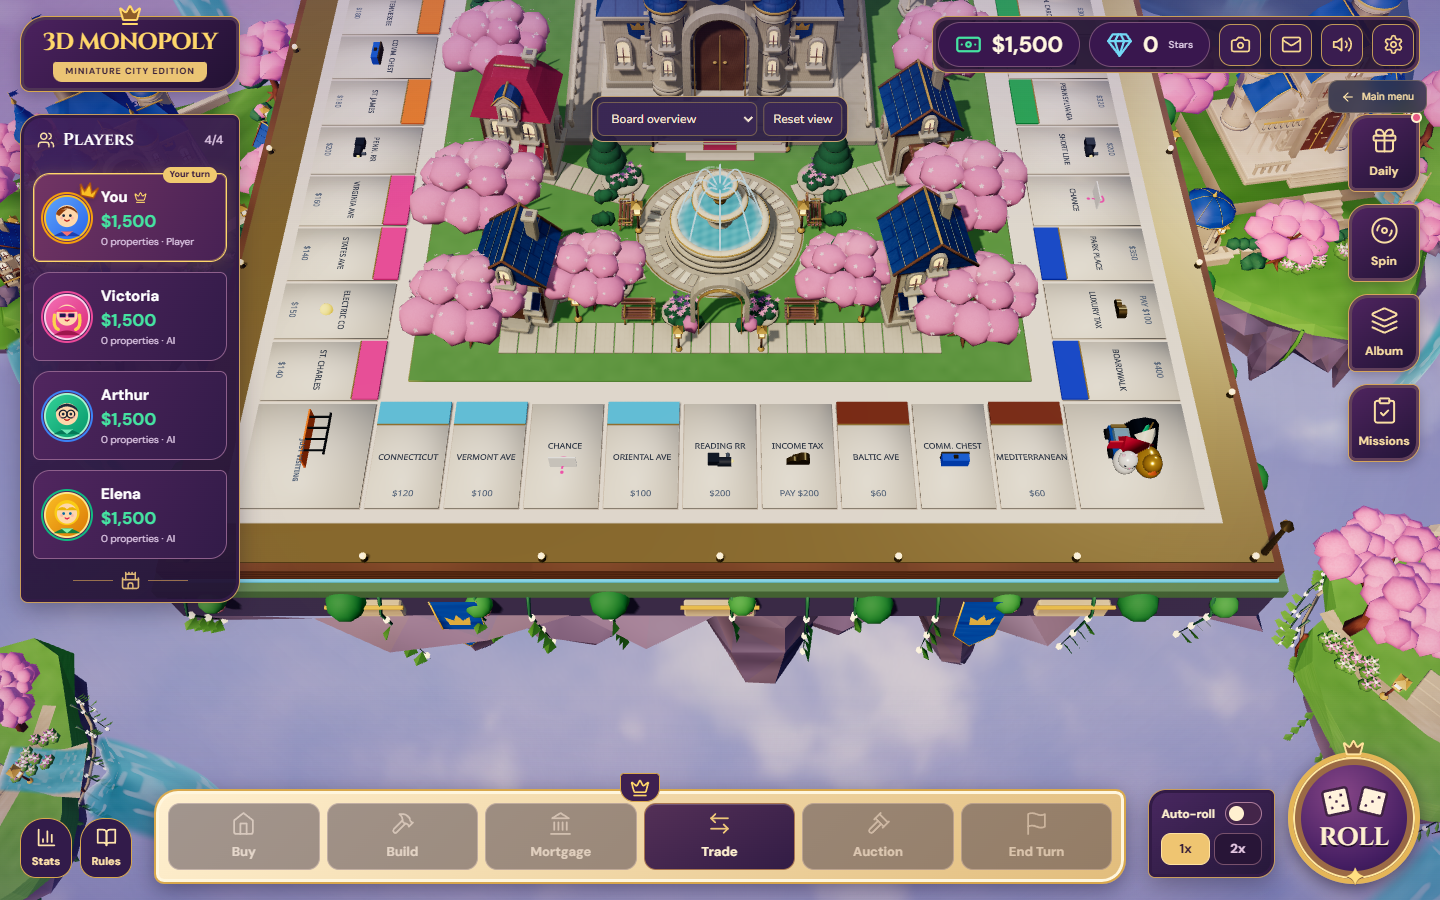 3D MONOPOLY
MINIATURE CITY EDITION
$1,500
0 Stars
Main menu
PLAYERS
4/4
Your turn
You
$1,500
0 properties · Player
Victoria
$1,500
0 properties · AI
Arthur
$1,500
0 properties · AI
Elena
$1,500
0 properties · AI
Board overview
Reset view
Daily
Spin
Album
Missions
ST. JAMES
$180
PENN. RR
$200
VIRGINIA AVE
$160
STATES AVE
$140
ELECTRIC CO
$150
ST. CHARLES
$140
PENNSYLVANIA
$320
SHORT LINE
$200
CHANCE
PARK PLACE
$350
LUXURY TAX
PAY $100
BOARDWALK
$400
JUST VISITING
CONNECTICUT
$120
VERMONT AVE
$100
CHANCE
ORIENTAL AVE
$100
READING RR
$200
INCOME TAX
PAY $200
BALTIC AVE
$60
COMM. CHEST
MEDITERRANEAN
$60
Stats
Rules
Buy
Build
Mortgage
Trade
Auction
End Turn
Auto-roll
1x
2x
ROLL